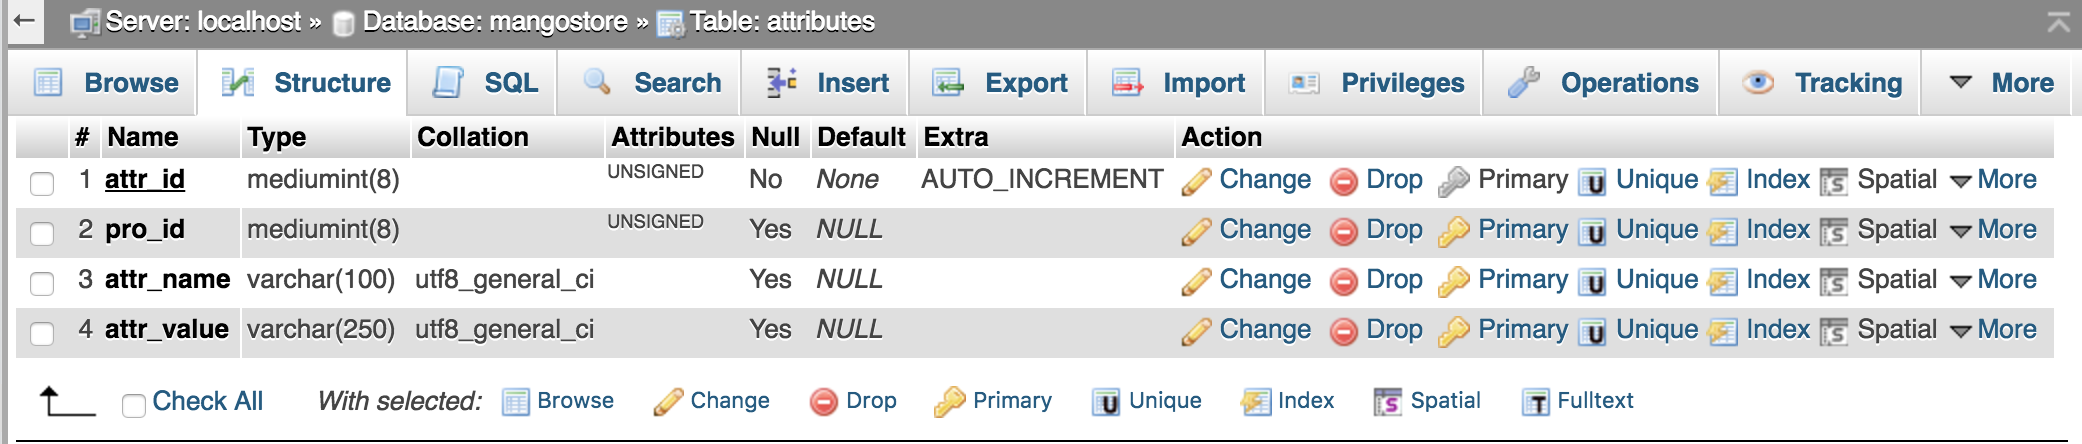 Server: localhost » Database: mangostore » Table: attributes
Browse Structure SQL Search Insert Export Import Privileges Operations Tracking More
# Name Type Collation Attributes Null Default Extra Action
1 attr_id mediumint(8) UNSIGNED No None AUTO_INCREMENT Change Drop Primary Unique Index Spatial More
2 pro_id mediumint(8) UNSIGNED Yes NULL Change Drop Primary Unique Index Spatial More
3 attr_name varchar(100) utf8_general_ci Yes NULL Change Drop Primary Unique Index Spatial More
4 attr_value varchar(250) utf8_general_ci Yes NULL Change Drop Primary Unique Index Spatial More
Check All With selected: Browse Change Drop Primary Unique Index Spatial Fulltext